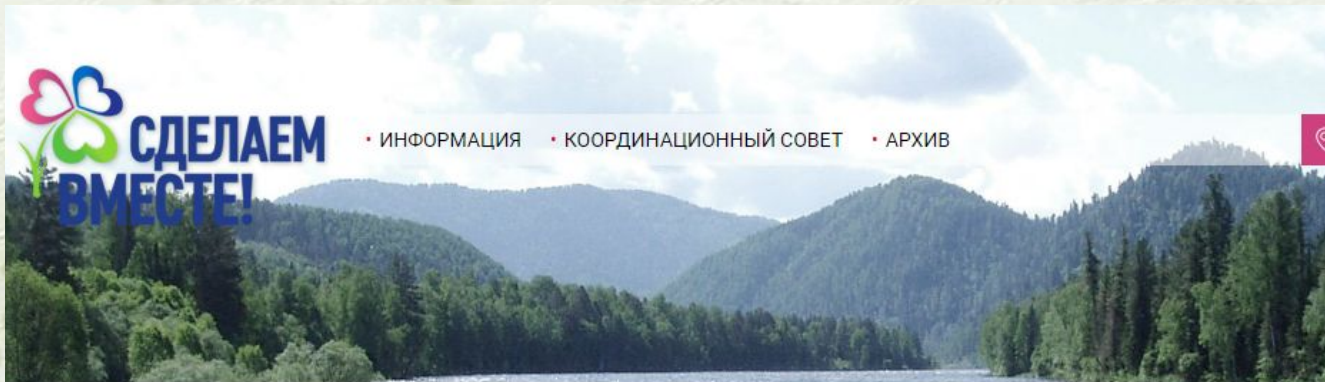 СДЕЛАЕМ
ВМЕСТЕ!
· ИНФОРМАЦИЯ · КООРДИНАЦИОННЫЙ СОВЕТ · АРХИВ